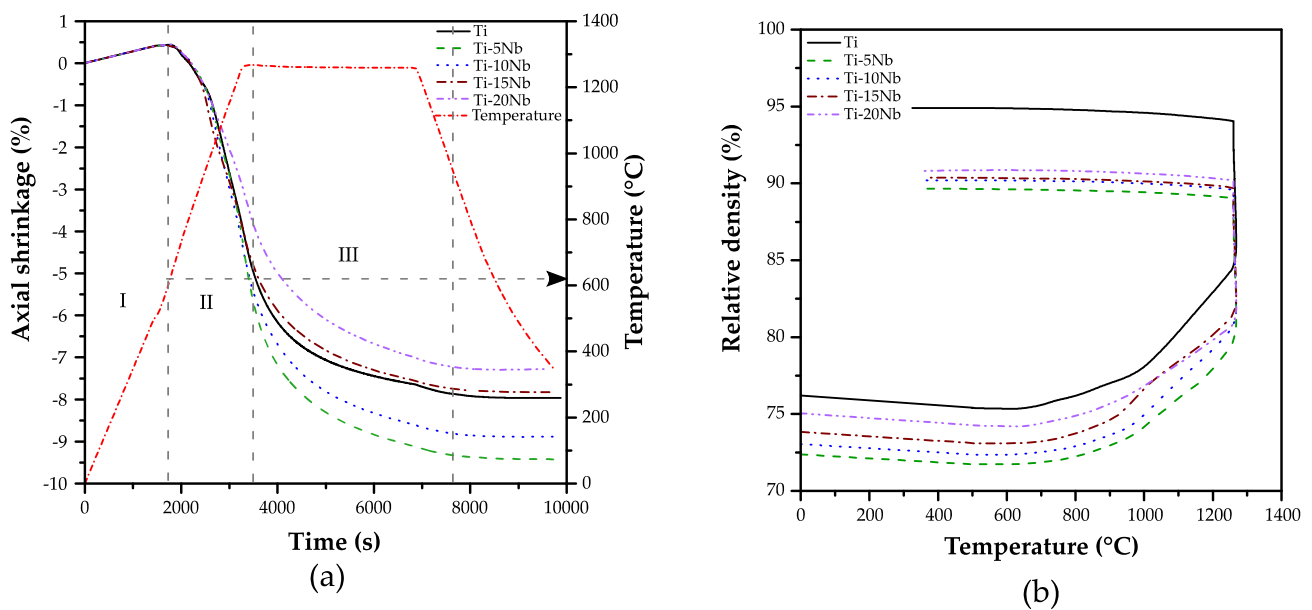 Axial shrinkage (%)
1
0
-1
-2
-3
-4
-5
-6
-7
-8
-9
-10
0
2000
4000
6000
8000
10000
Time (s)
1400
1200
1000
800
600
400
200
0
Temperature (°C)
Ti
Ti-5Nb
Ti-10Nb
Ti-15Nb
Ti-20Nb
Temperature
I
II
III
(a)
Relative density (%)
100
95
90
85
80
75
70
0
200
400
600
800
1000
1200
1400
Temperature (°C)
Ti
Ti-5Nb
Ti-10Nb
Ti-15Nb
Ti-20Nb
(b)